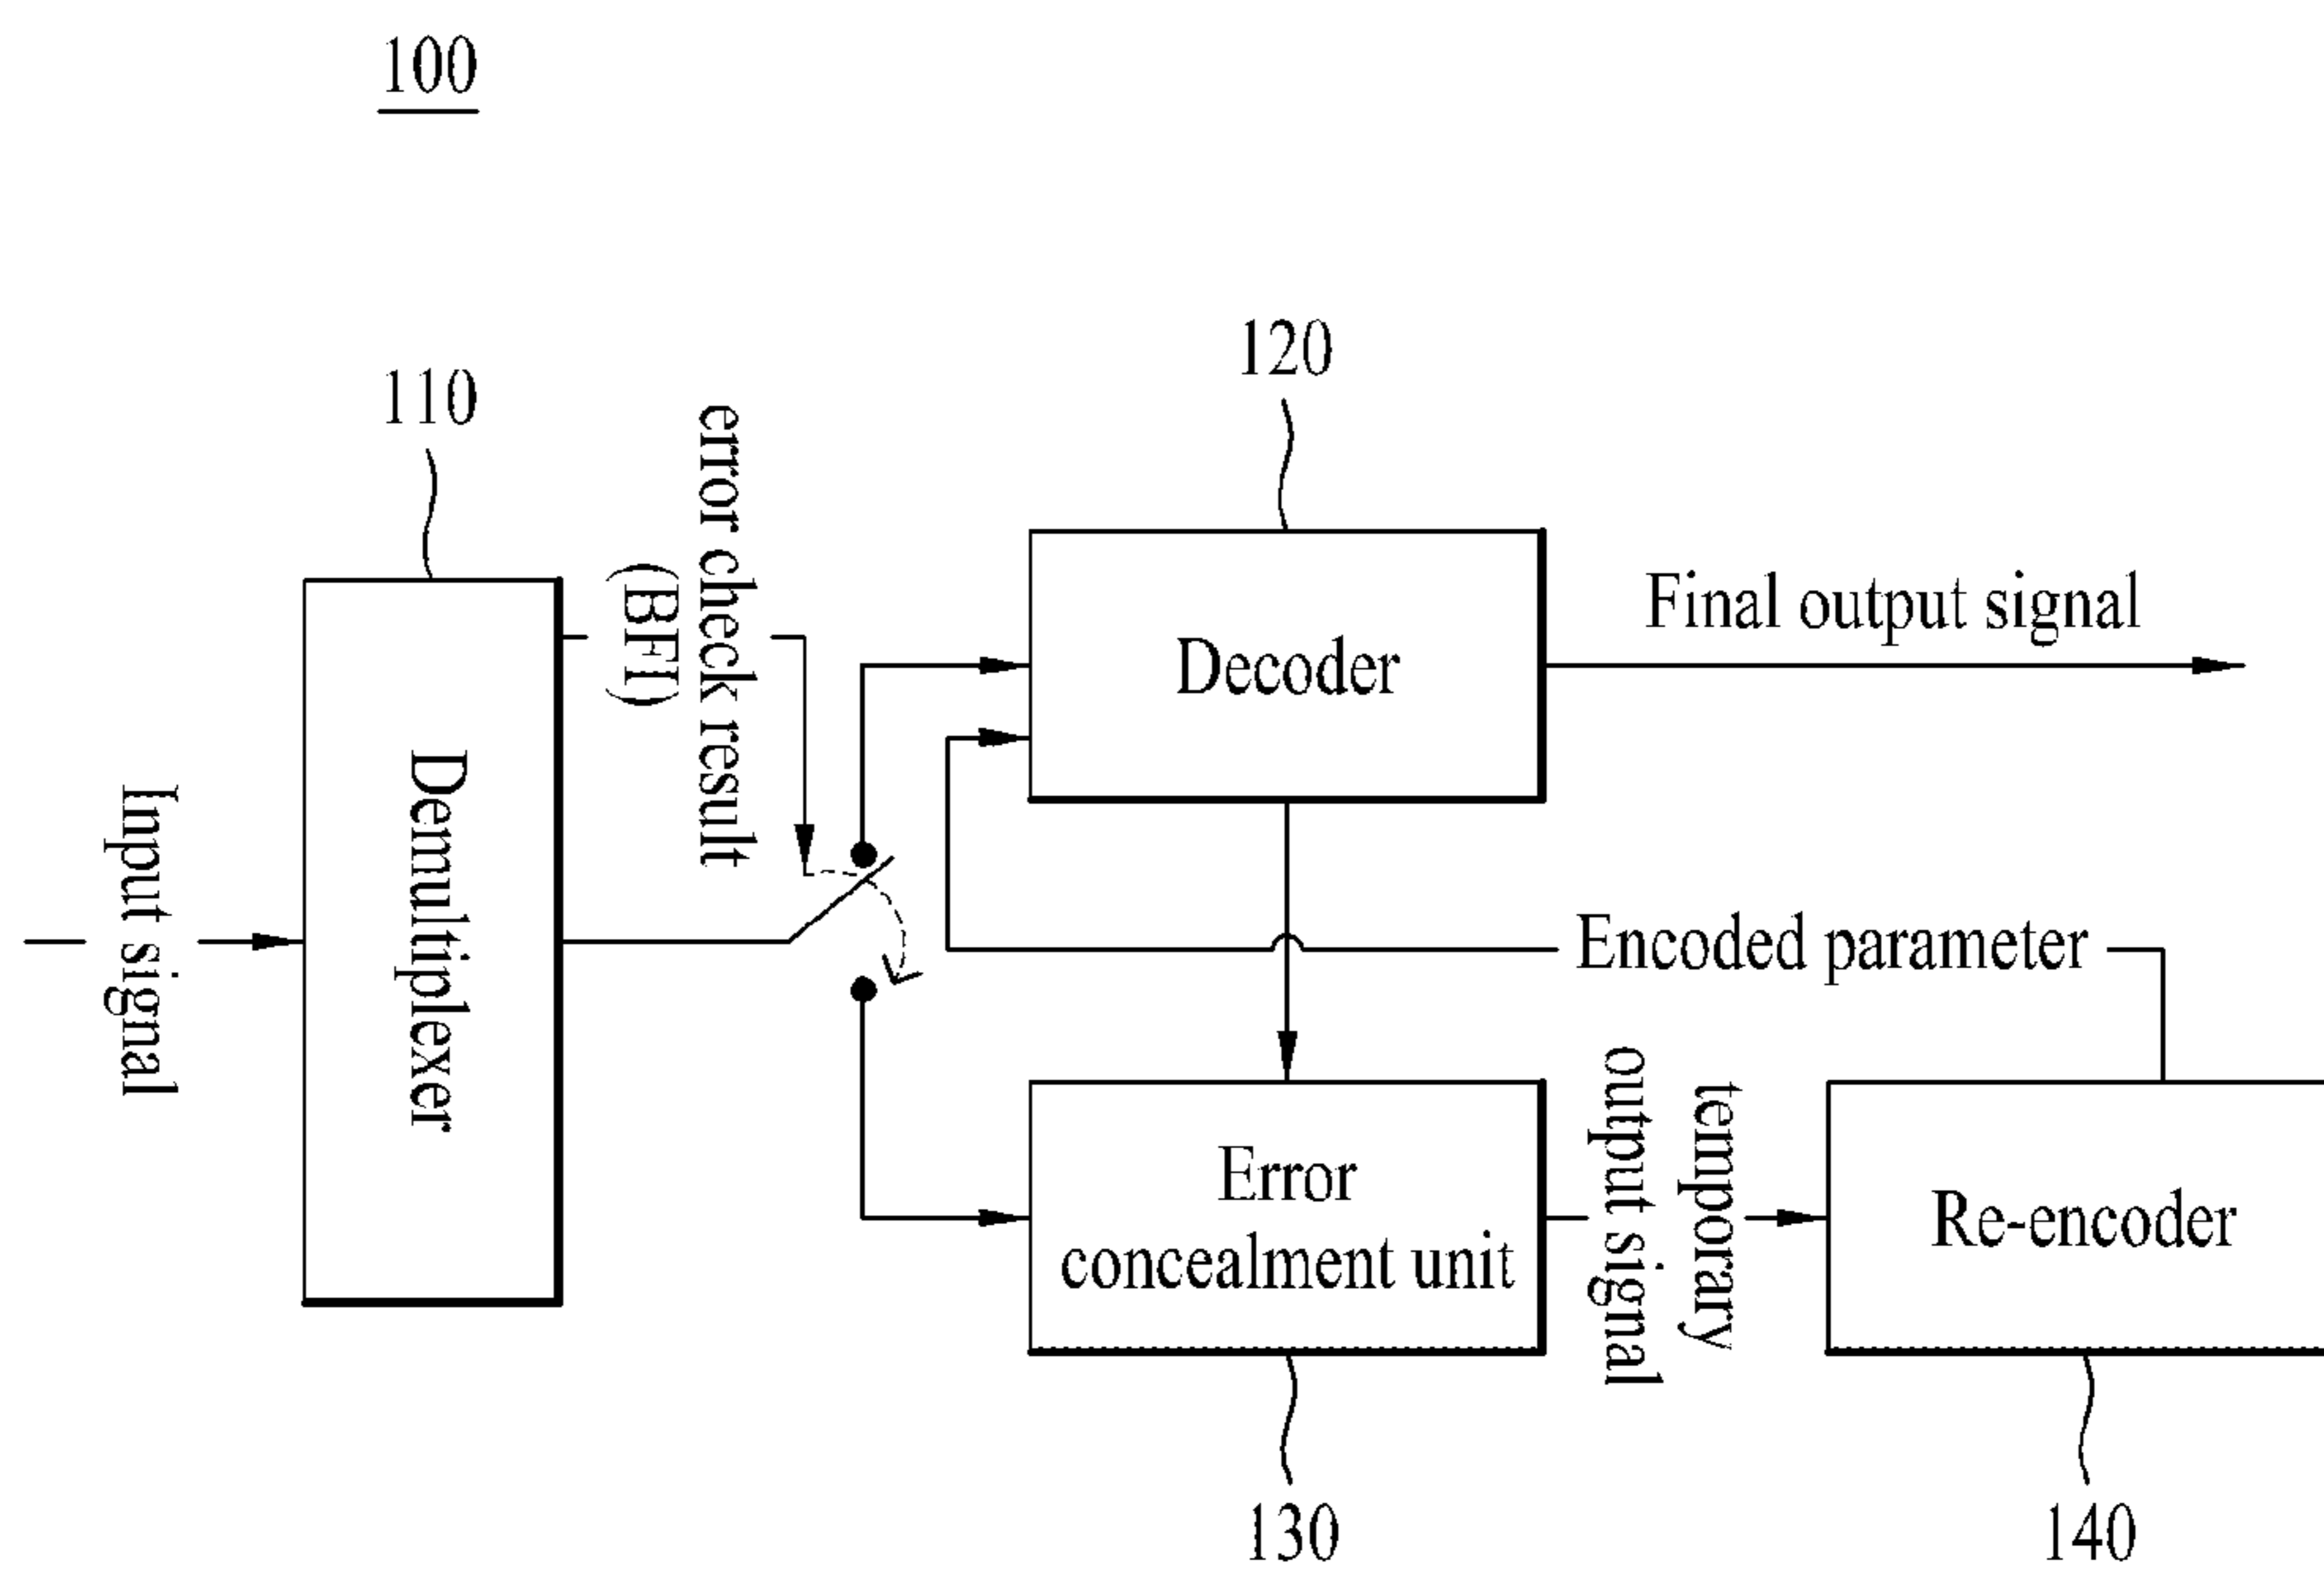 100
110
120
error check result
(BFI)
Final output signal
Decoder
Input signal
Demultiplexer
Encoded parameter
temporary
output signal
Error
concealment unit
Re-encoder
130
140